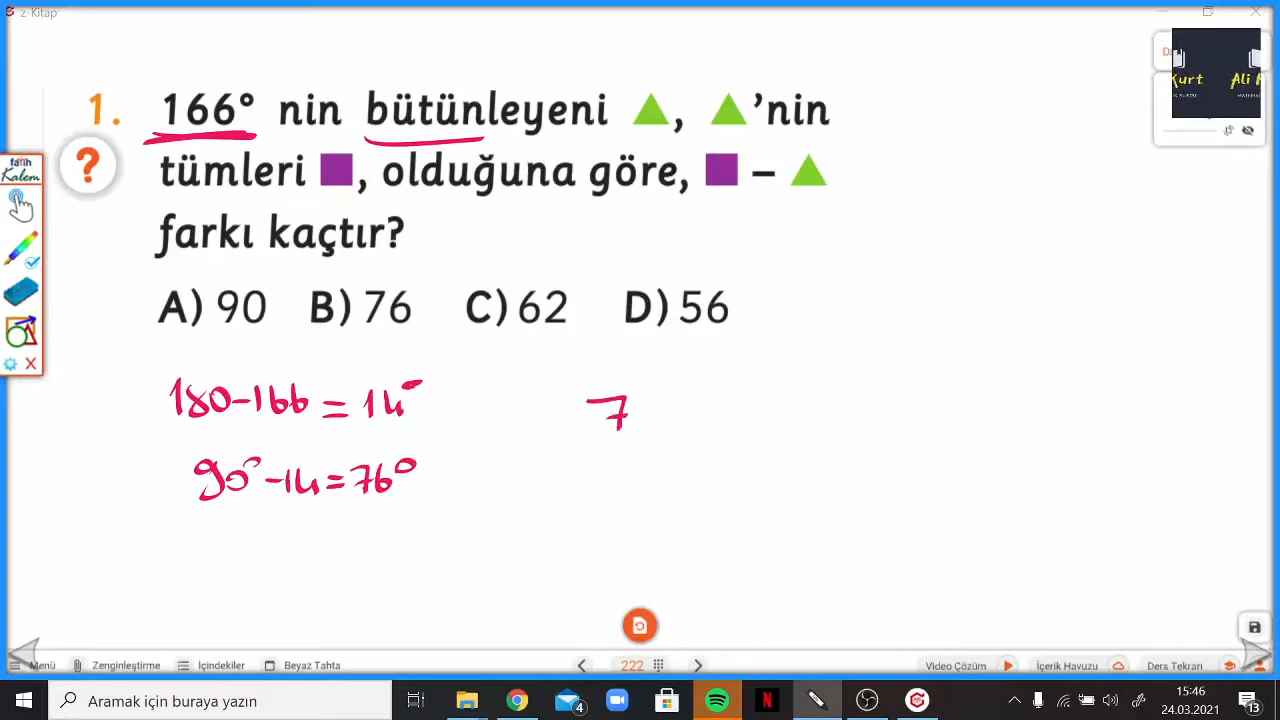 z-Kitap
1. 166° nin bütünleyeni ▲, ▲’nin
tümleri ■, olduğuna göre, ■ – ▲
farkı kaçtır?
A) 90 B) 76 C) 62 D) 56
?
fatih
Kalem
180-166 = 14°
90° -14 = 76°
7
Kurt
Ali
Menü Zenginleştirme İçindekiler Beyaz Tahta 222 Video Çözüm İçerik Havuzu Ders Tekrarı
Aramak için buraya yazın
4
N
15:46
24.03.2021
13